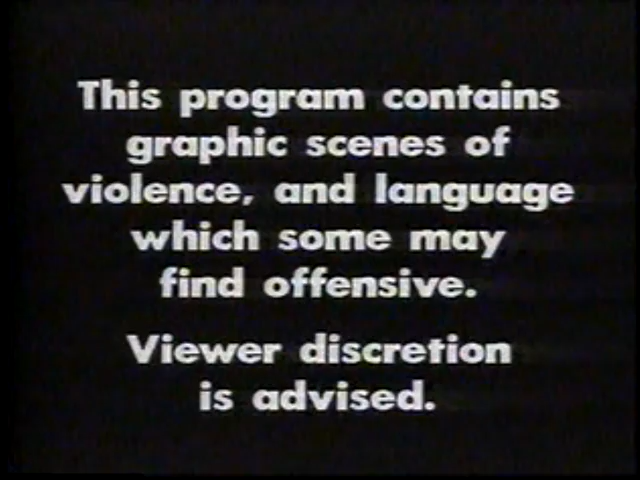 This program contains
graphic scenes of
violence, and language
which some may
find offensive.
Viewer discretion
is advised.